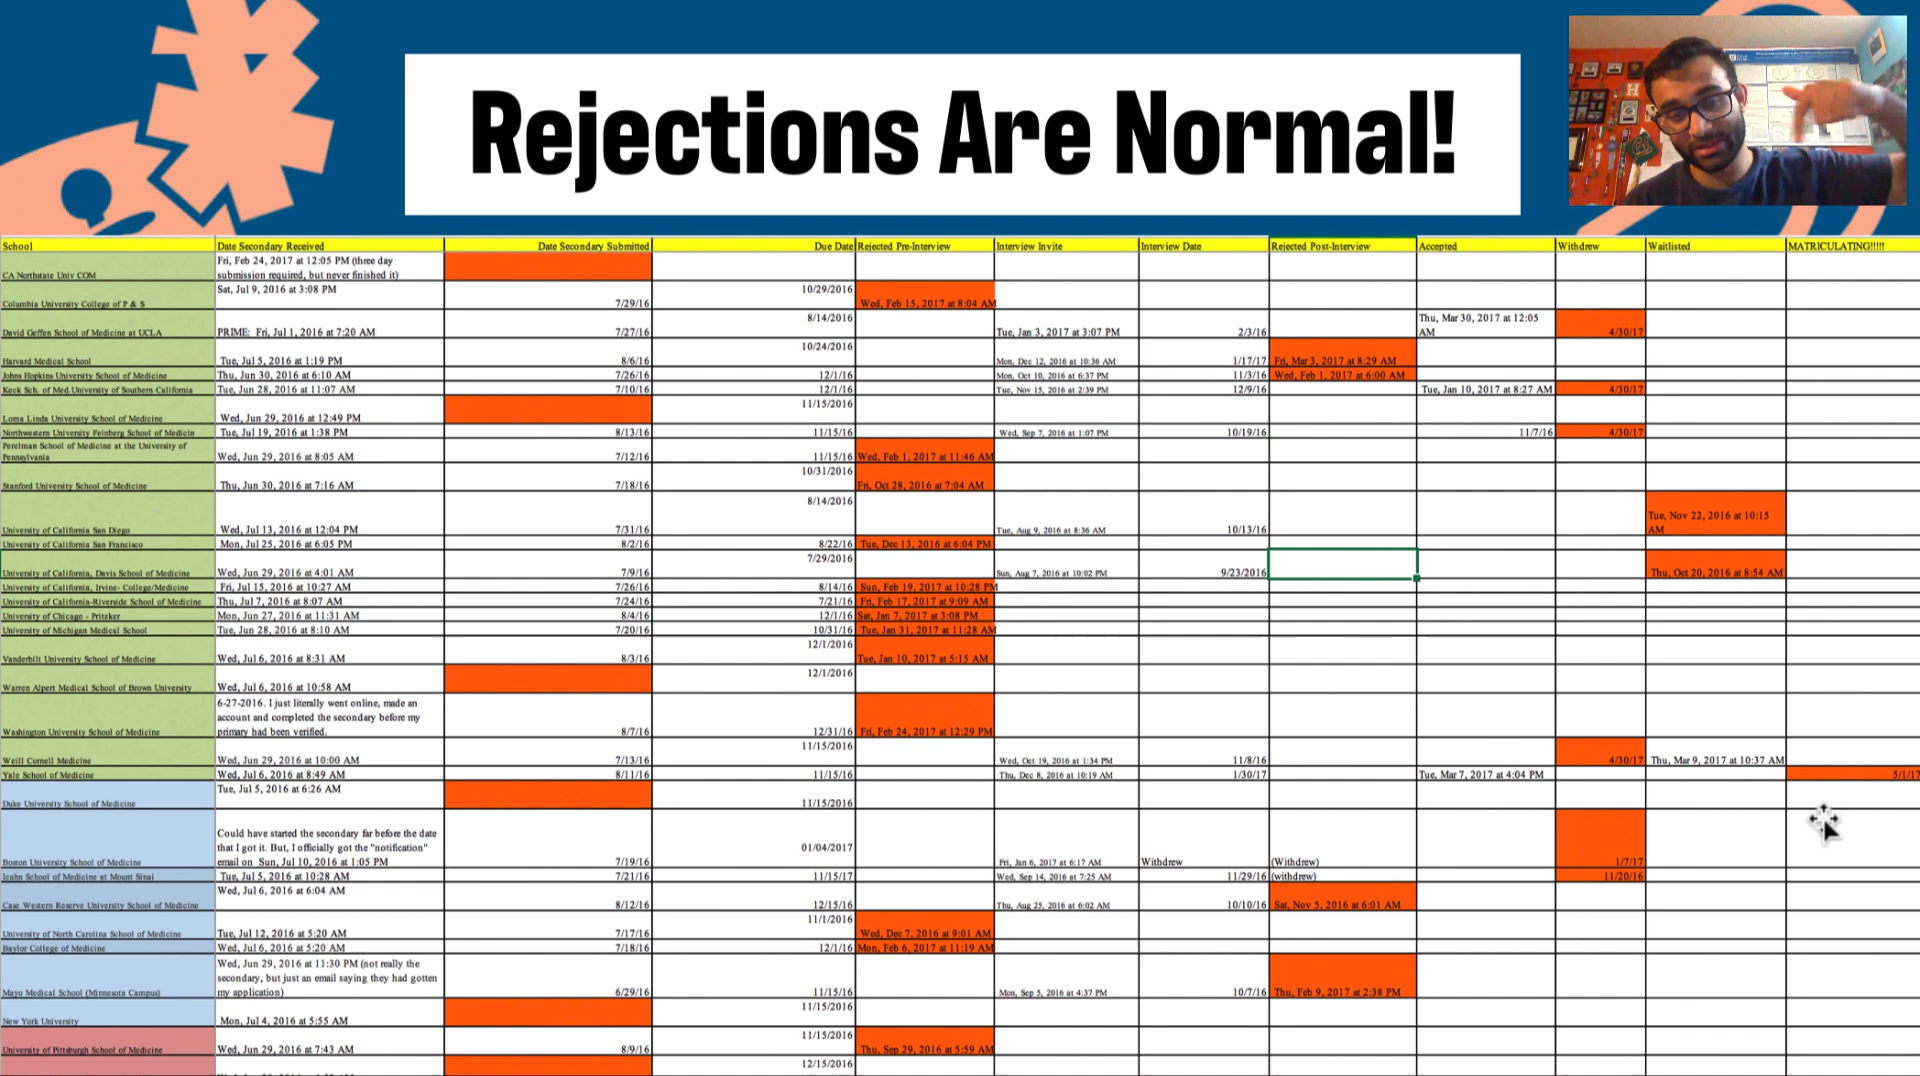 Rejections Are Normal!
School Date Secondary Received Date Secondary Submitted Due Date Rejected Pre-Interview Interview Invite Interview Date Rejected Post-Interview Accepted Withdrew Waitlisted MATRICULATING!!!!!
Fri, Feb 24, 2017 at 12:05 PM (three day
CA Northstate Univ COM submission required, but never finished it)
Sat, Jul 9, 2016 at 3:08 PM 10/29/2016
Columbia University College of P & S 7/29/16 Wed, Feb 15, 2017 at 8:04 AM
8/14/2016 Thu, Mar 30, 2017 at 12:05
David Geffen School of Medicine at UCLA PRIME: Fri, Jul 1, 2016 at 7:20 AM 7/27/16 Tue, Jan 3, 2017 at 3:07 PM 2/3/16 AM 4/30/17
10/24/2016
Harvard Medical School Tue, Jul 5, 2016 at 1:19 PM 8/6/16 Mon, Dec 12, 2016 at 10:36 AM 1/17/17 Fri, Mar 3, 2017 at 8:29 AM
Johns Hopkins University School of Medicine Thu, Jun 30, 2016 at 6:10 AM 7/26/16 12/1/16 Mon, Oct 10, 2016 at 6:37 PM 11/3/16 Wed, Feb 1, 2017 at 6:00 AM
Keck Sch. of Med.University of Southern California Tue, Jun 28, 2016 at 11:07 AM 7/10/16 12/1/16 Tue, Nov 15, 2016 at 2:39 PM 12/9/16 Tue, Jan 10, 2017 at 8:27 AM 4/30/17
11/15/2016
Loma Linda University School of Medicine Wed, Jun 29, 2016 at 12:49 PM
Northwestern University Feinberg School of Medicin Tue, Jul 19, 2016 at 1:38 PM 8/13/16 11/15/16 Wed, Sep 7, 2016 at 1:07 PM 10/19/16 11/7/16 4/30/17
Perelman School of Medicine at the University of
Pennsylvania Wed, Jun 29, 2016 at 8:05 AM 7/12/16 11/15/16 Wed, Feb 1, 2017 at 11:46 AM
10/31/2016
Stanford University School of Medicine Thu, Jun 30, 2016 at 7:16 AM 7/18/16 Fri, Oct 28, 2016 at 7:04 AM
8/14/2016
Tue, Nov 22, 2016 at 10:15
University of California San Diego Wed, Jul 13, 2016 at 12:04 PM 7/31/16 Tue, Aug 9, 2016 at 8:36 AM 10/13/16 AM
University of California San Francisco Mon, Jul 25, 2016 at 6:05 PM 8/2/16 8/22/16 Tue, Dec 13, 2016 at 6:04 PM
7/29/2016
University of California, Davis School of Medicine Wed, Jun 29, 2016 at 4:01 AM 7/9/16 Sun, Aug 7, 2016 at 10:02 PM 9/23/2016 Thu, Oct 20, 2016 at 8:54 AM
University of California, Irvine- College/Medicine Fri, Jul 15, 2016 at 10:27 AM 7/26/16 8/14/16 Sun, Feb 19, 2017 at 10:28 PM
University of California-Riverside School of Medicine Thu, Jul 7, 2016 at 8:07 AM 7/24/16 7/21/16 Fri, Feb 17, 2017 at 9:09 AM
University of Chicago - Pritzker Mon, Jun 27, 2016 at 11:31 AM 8/4/16 12/1/16 Sat, Jan 7, 2017 at 3:08 PM
University of Michigan Medical School Tue, Jun 28, 2016 at 8:10 AM 7/20/16 10/31/16 Tue, Jan 31, 2017 at 11:28 AM
12/1/2016
Vanderbilt University School of Medicine Wed, Jul 6, 2016 at 8:31 AM 8/3/16 Tue, Jan 10, 2017 at 5:15 AM
12/1/2016
Warren Alpert Medical School of Brown University Wed, Jul 6, 2016 at 10:58 AM
6-27-2016. I just literally went online, made an
account and completed the secondary before my
Washington University School of Medicine primary had been verified. 8/7/16 12/31/16 Fri, Feb 24, 2017 at 12:29 PM
11/15/2016
Weill Cornell Medicine Wed, Jun 29, 2016 at 10:00 AM 7/13/16 Wed, Oct 19, 2016 at 1:34 PM 11/8/16 4/30/17 Thu, Mar 9, 2017 at 10:37 AM
Yale School of Medicine Wed, Jul 6, 2016 at 8:49 AM 8/11/16 11/15/16 Thu, Dec 8, 2016 at 10:19 AM 1/30/17 Tue, Mar 7, 2017 at 4:04 PM 5/1/17
Tue, Jul 5, 2016 at 6:26 AM
Duke University School of Medicine 11/15/2016
Could have started the secondary far before the date
that I got it. But, I officially got the "notification" 01/04/2017
Boston University School of Medicine email on Sun, Jul 10, 2016 at 1:05 PM 7/19/16 Fri, Jan 6, 2017 at 6:17 AM Withdrew (Withdrew) 1/7/17
Icahn School of Medicine at Mount Sinai Tue, Jul 5, 2016 at 10:28 AM 7/21/16 11/15/17 Wed, Sep 14, 2016 at 7:25 AM 11/29/16 (withdrew) 11/20/16
Wed, Jul 6, 2016 at 6:04 AM
Case Western Reserve University School of Medicine 8/12/16 12/15/16 Thu, Aug 25, 2016 at 6:02 AM 10/10/16 Sat, Nov 5, 2016 at 6:01 AM
11/1/2016
University of North Carolina School of Medicine Tue, Jul 12, 2016 at 5:20 AM 7/17/16 Wed, Dec 7, 2016 at 9:01 AM
Baylor College of Medicine Wed, Jul 6, 2016 at 5:20 AM 7/18/16 12/1/16 Mon, Feb 6, 2017 at 11:19 AM
Wed, Jun 29, 2016 at 11:30 PM (not really the
secondary, but just an email saying they had gotten
Mayo Medical School (Minnesota Campus) my application) 6/29/16 11/15/16 Mon, Sep 5, 2016 at 4:37 PM 10/7/16 Thu, Feb 9, 2017 at 2:38 PM
11/15/2016
New York University Mon, Jul 4, 2016 at 5:55 AM
11/15/2016
University of Pittsburgh School of Medicine Wed, Jun 29, 2016 at 7:43 AM 8/9/16 Thu, Sep 29, 2016 at 5:59 AM
12/15/2016